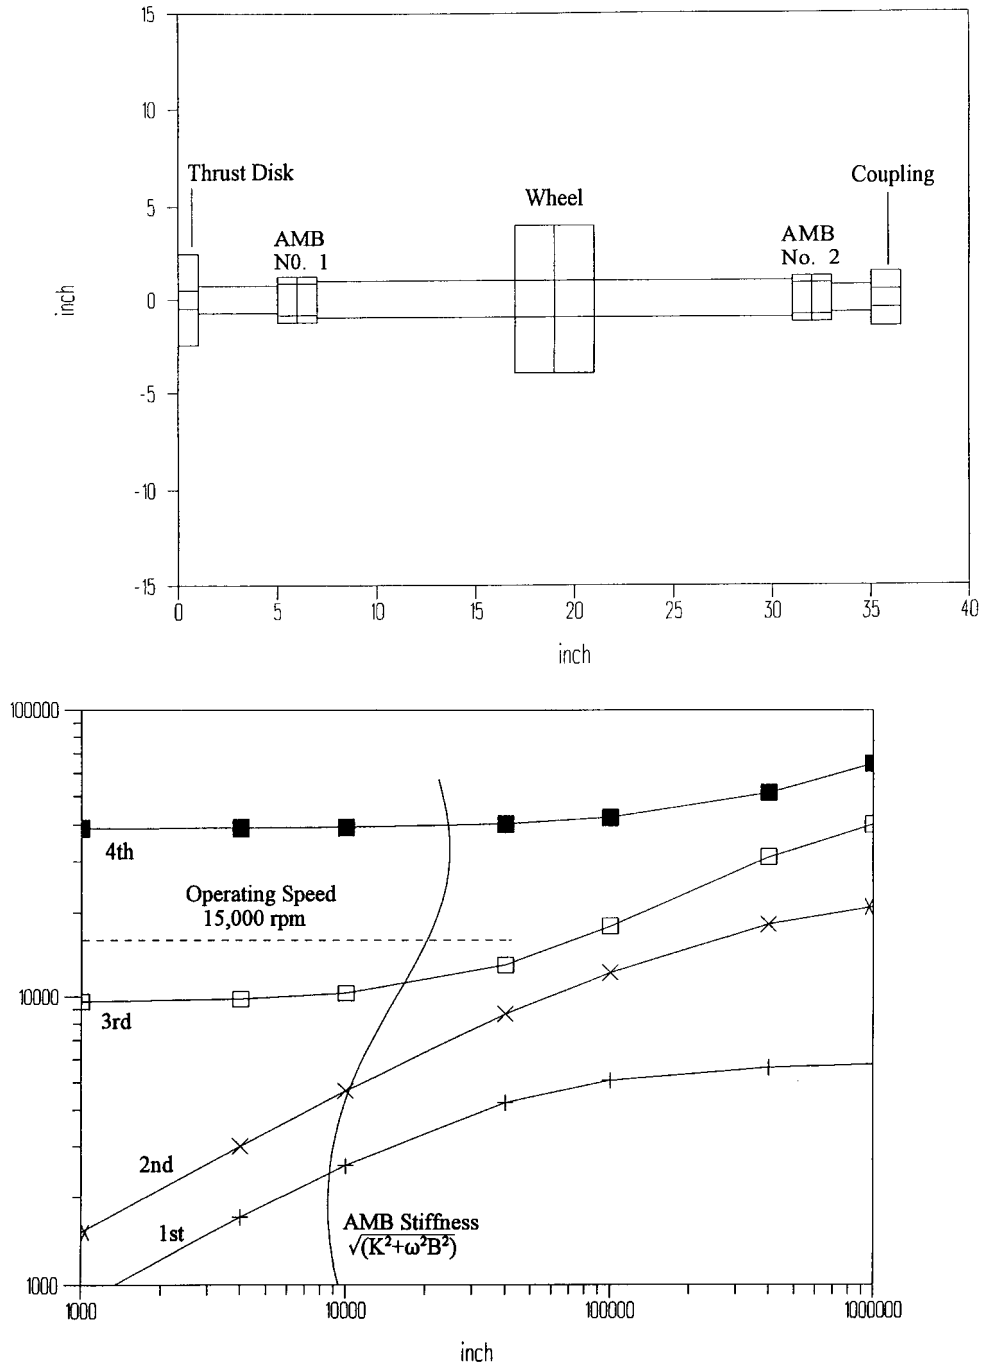 15
10
5
0
-5
-10
-15
inch
Thrust Disk
AMB
N0. 1
Wheel
AMB
No. 2
Coupling
0
5
10
15
20
25
30
35
40
inch
100000
10000
1000
4th
Operating Speed
15,000 rpm
3rd
2nd
1st
AMB Stiffness
√(K²+ω²B²)
1000
10000
100000
1000000
inch